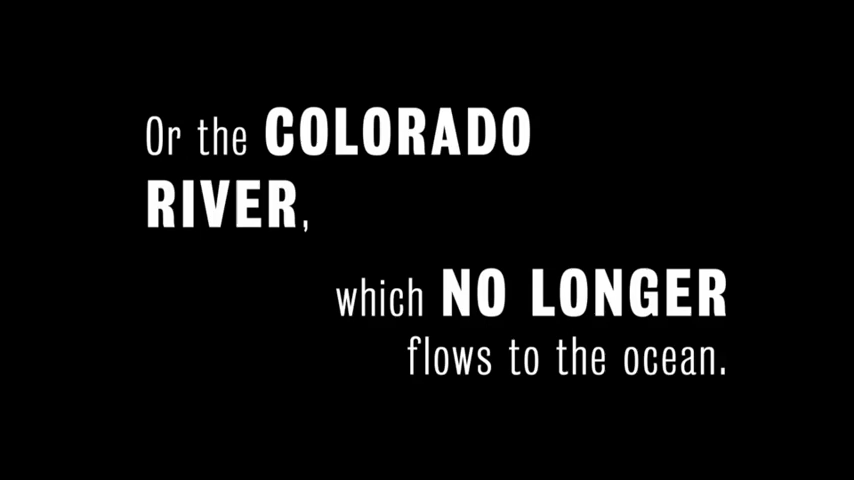 Or the COLORADO
RIVER,
which NO LONGER
flows to the ocean.